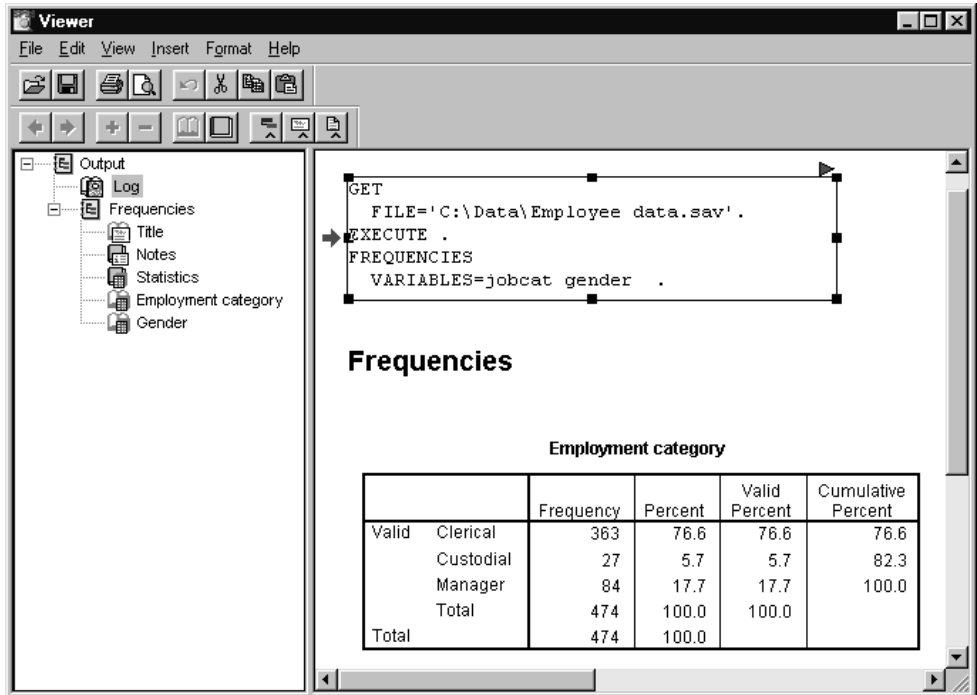 Viewer
File Edit View Insert Format Help
Output
Log
Frequencies
Title
Notes
Statistics
Employment category
Gender
GET
FILE='C:\Data\Employee data.sav'.
EXECUTE .
FREQUENCIES
VARIABLES=jobcat gender .
Frequencies
Employment category
Frequency Percent Valid Percent Cumulative Percent
Valid Clerical 363 76.6 76.6 76.6
Custodial 27 5.7 5.7 82.3
Manager 84 17.7 17.7 100.0
Total 474 100.0 100.0
Total 474 100.0